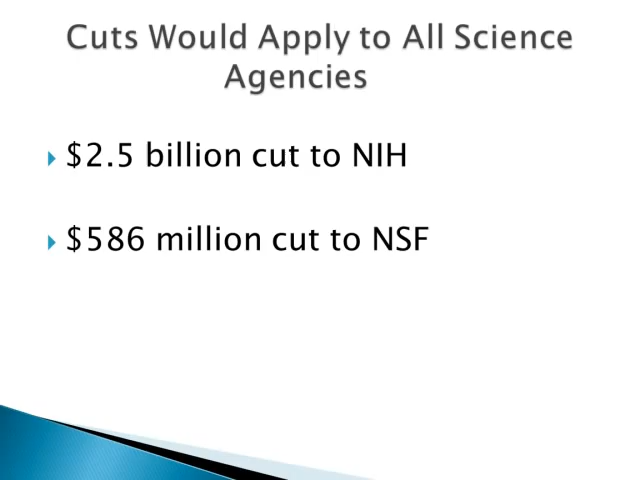 Cuts Would Apply to All Science
Agencies
$2.5 billion cut to NIH
$586 million cut to NSF